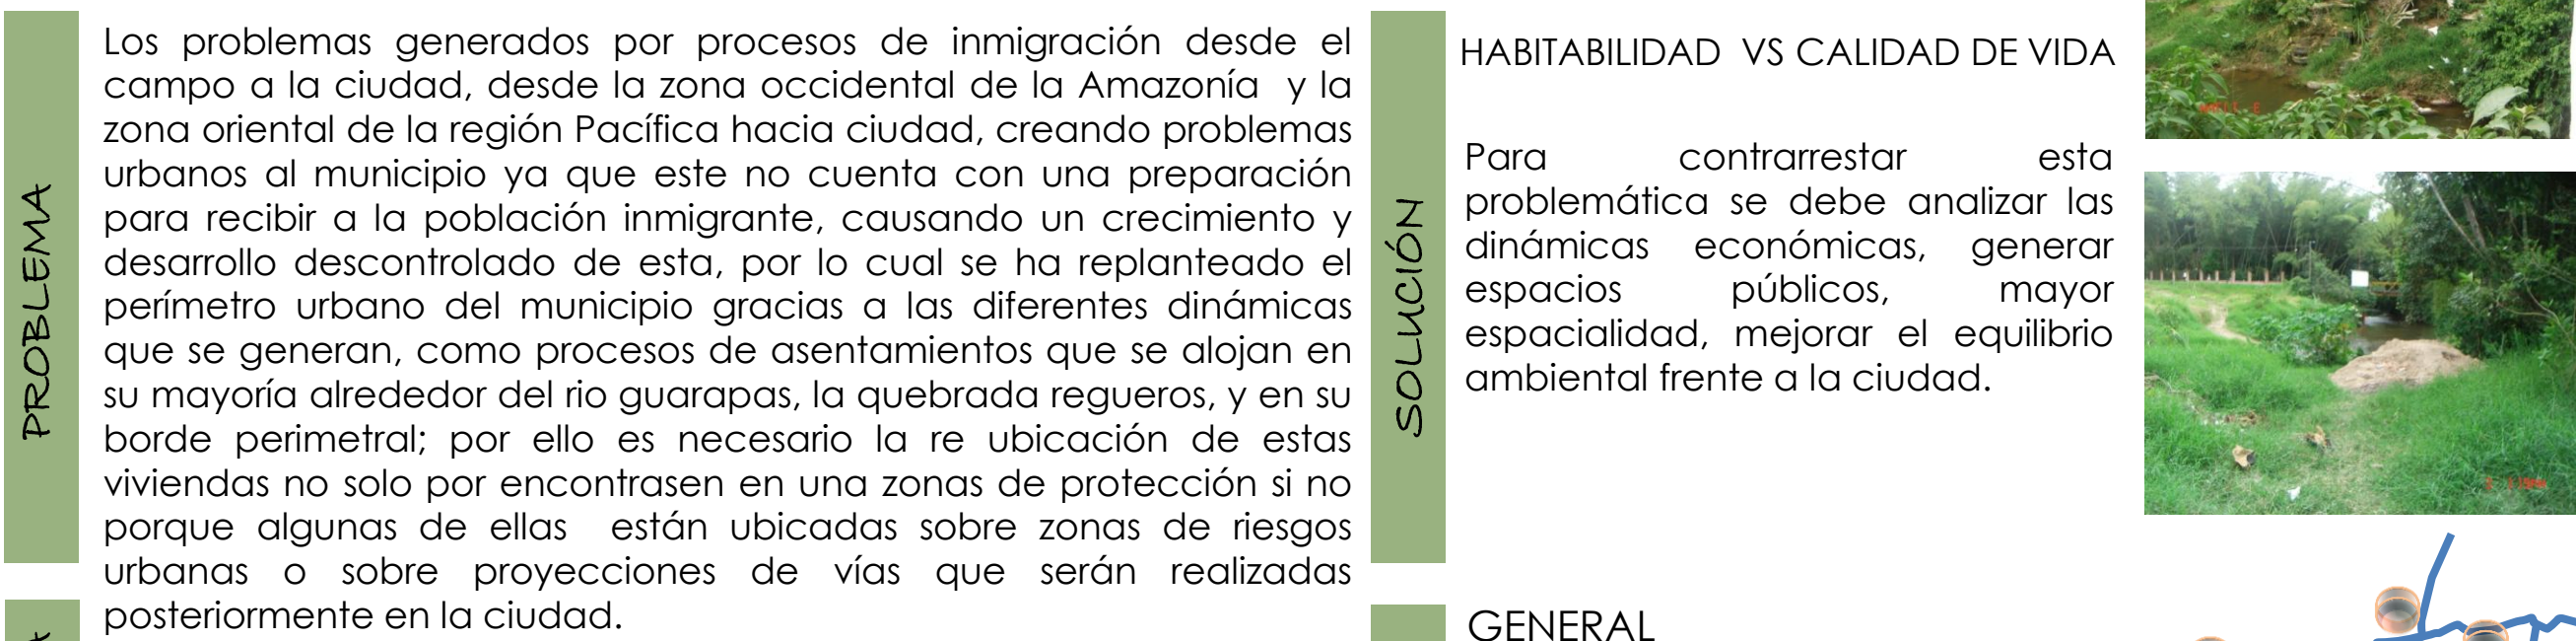 PROBLEMA
Los problemas generados por procesos de inmigración desde el
campo a la ciudad, desde la zona occidental de la Amazonía y la
zona oriental de la región Pacífica hacia ciudad, creando problemas
urbanos al municipio ya que este no cuenta con una preparación
para recibir a la población inmigrante, causando un crecimiento y
desarrollo descontrolado de esta, por lo cual se ha replanteado el
perímetro urbano del municipio gracias a las diferentes dinámicas
que se generan, como procesos de asentamientos que se alojan en
su mayoría alrededor del rio guarapas, la quebrada regueros, y en su
borde perimetral; por ello es necesario la re ubicación de estas
viviendas no solo por encontrasen en una zonas de protección si no
porque algunas de ellas están ubicadas sobre zonas de riesgos
urbanas o sobre proyecciones de vías que serán realizadas
posteriormente en la ciudad.
SOLUCIÓN
HABITABILIDAD VS CALIDAD DE VIDA
Para contrarrestar esta
problemática se debe analizar las
dinámicas económicas, generar
espacios públicos, mayor
espacialidad, mejorar el equilibrio
ambiental frente a la ciudad.
GENERAL